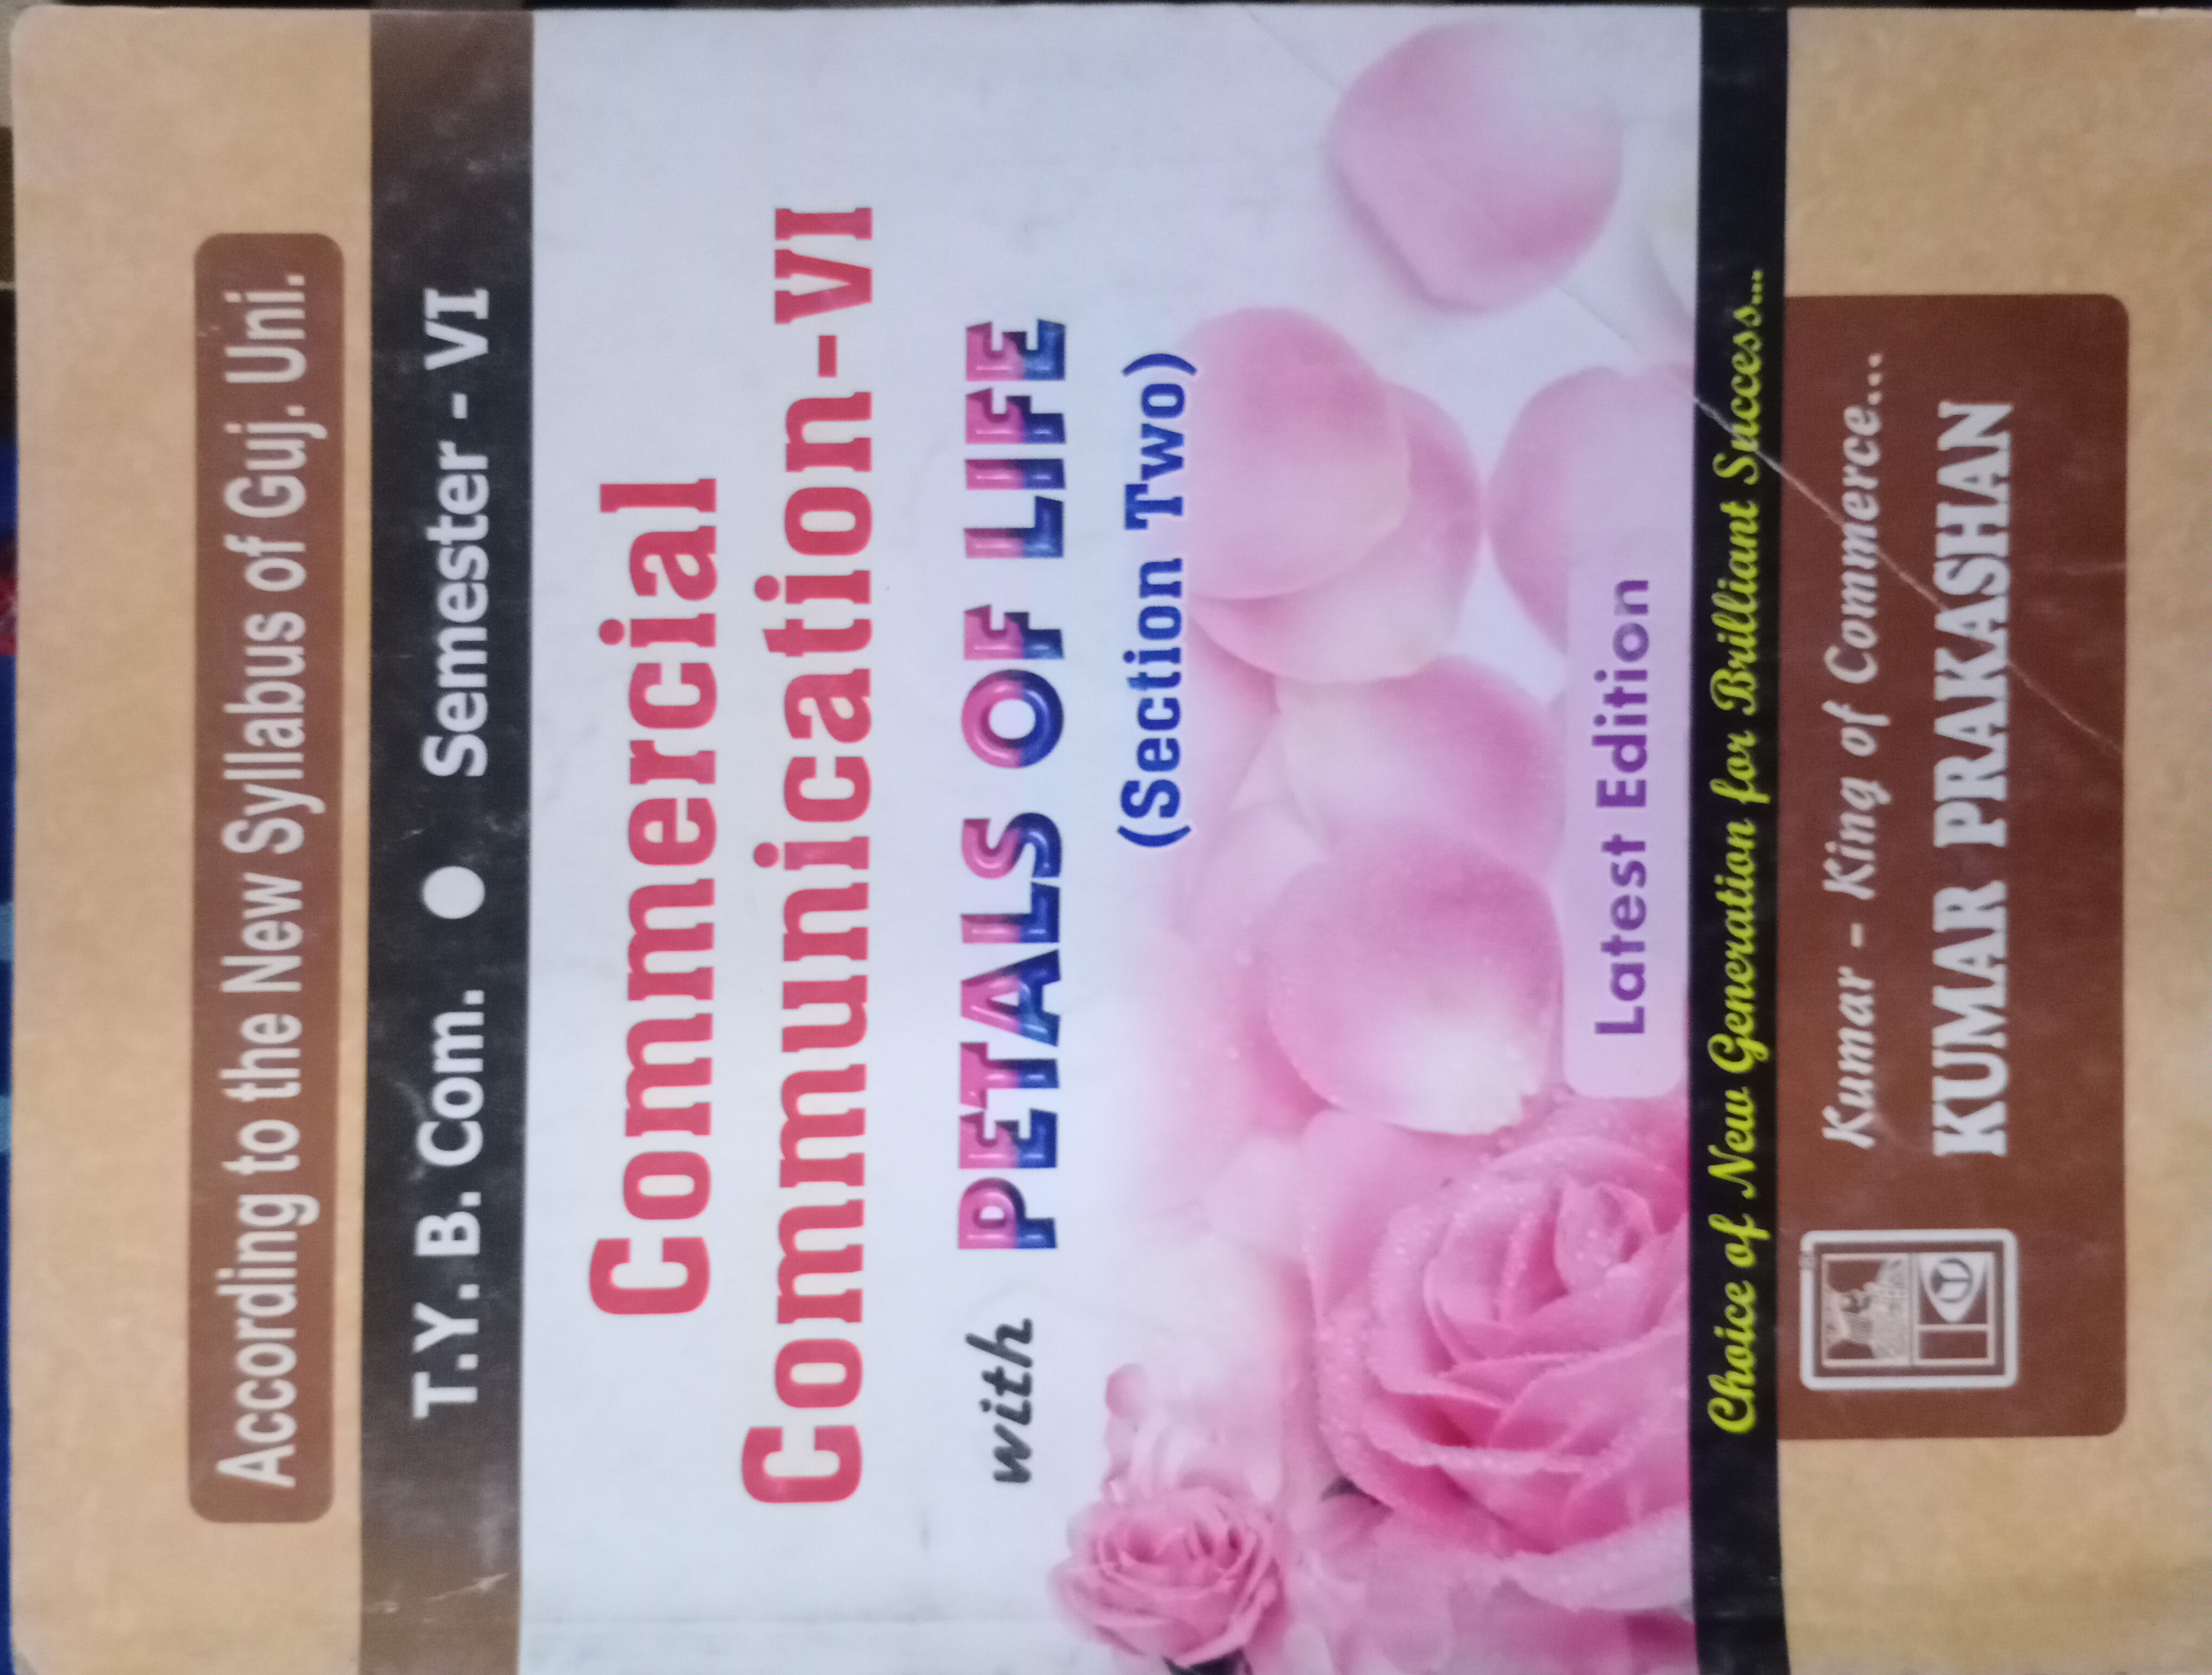 According to the New Syllabus of Guj. Uni.
T.Y. B. Com. ● Semester - VI
Commercial
Communication-VI
with PETALS OF LIFE
(Section Two)
Latest Edition
Choice of New Generation for Brilliant Success...
Kumar - King of Commerce...
KUMAR PRAKASHAN